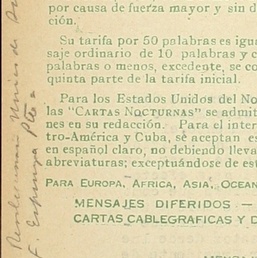 por causa de fuerza mayor y sin d
ción.
Su tarifa por 50 palabras es igua
saje ordinario de 10 palabras y c
palabras o menos, excedente, se co
quinta parte de la tarifa inicial.
Para los Estados Unidos del No
las "CARTAS NOCTURNAS" se admit
en su redacción. Para el inter
tro-América y Cuba, se aceptan es
en español claro, no debiendo lleva
abreviaturas; exceptuándose de est
PARA EUROPA, AFRICA, ASIA, OCEAN
MENSAJES DIFERIDOS —
CARTAS CABLEGRAFICAS Y D